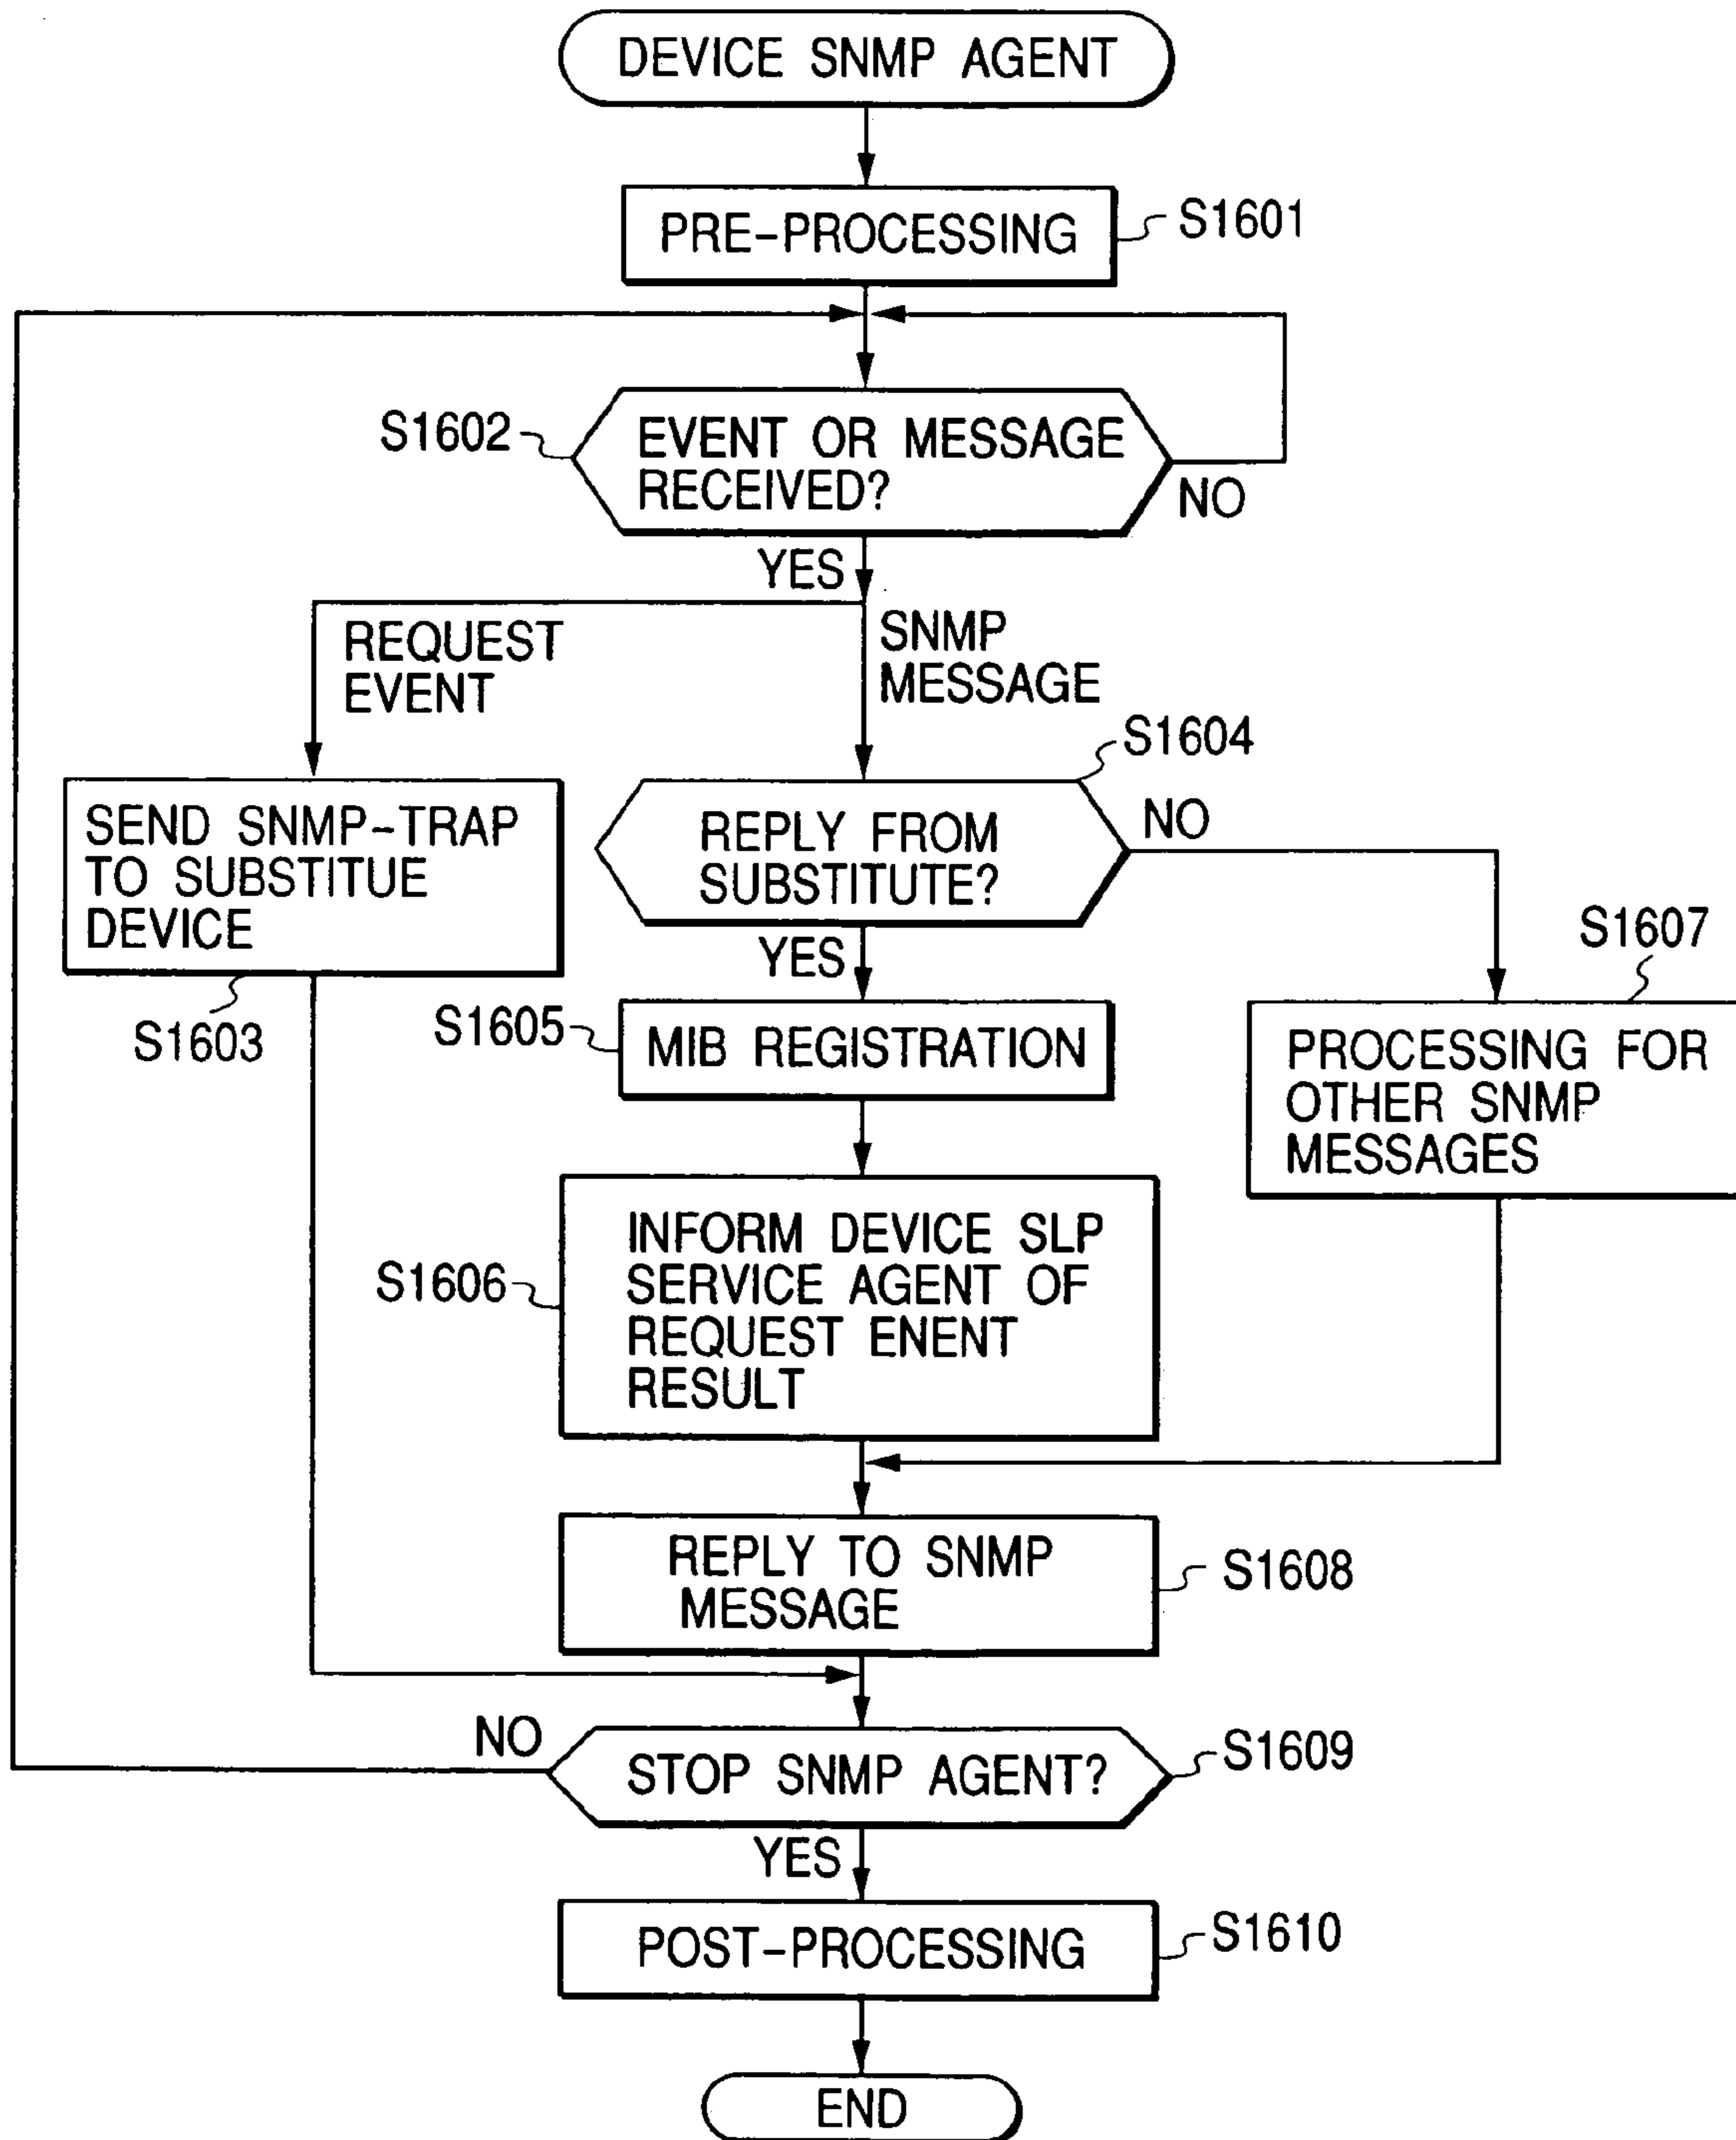 DEVICE SNMP AGENT
PRE-PROCESSING
S1601
S1602
EVENT OR MESSAGE
RECEIVED?
NO
YES
REQUEST
EVENT
SNMP
MESSAGE
S1604
SEND SNMP-TRAP
TO SUBSTITUE
DEVICE
S1603
REPLY FROM
SUBSTITUTE?
NO
YES
S1607
S1605
MIB REGISTRATION
PROCESSING FOR
OTHER SNMP
MESSAGES
S1606
INFORM DEVICE SLP
SERVICE AGENT OF
REQUEST ENENT
RESULT
REPLY TO SNMP
MESSAGE
S1608
NO
STOP SNMP AGENT?
S1609
YES
POST-PROCESSING
S1610
END